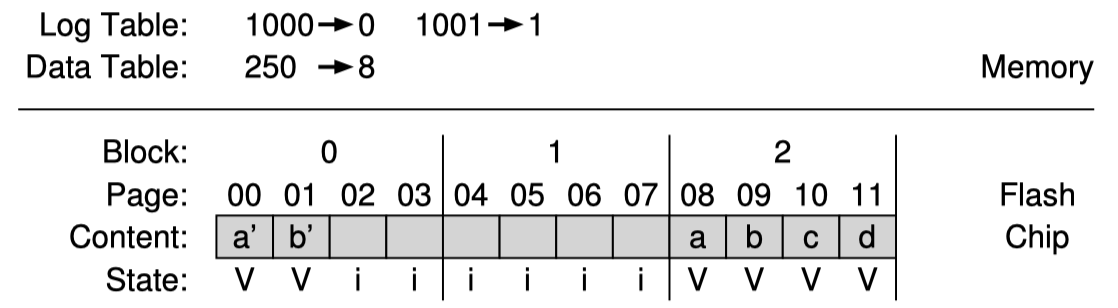 Log Table: 1000→0 1001→1
Data Table: 250 →8 Memory
Block: 0 1 2
Page: 00 01 02 03 04 05 06 07 08 09 10 11 Flash
Content: a’ b’ a b c d Chip
State: V V i i i i i i V V V V